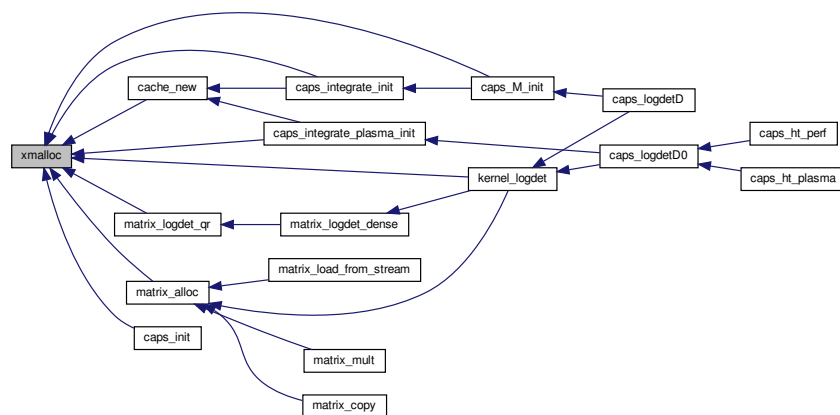 xmalloc
cache_new
caps_integrate_init
caps_M_init
caps_logdetD
caps_integrate_plasma_init
caps_logdetD0
caps_ht_perf
caps_ht_plasma
kernel_logdet
matrix_logdet_qr
matrix_logdet_dense
matrix_alloc
matrix_load_from_stream
caps_init
matrix_mult
matrix_copy